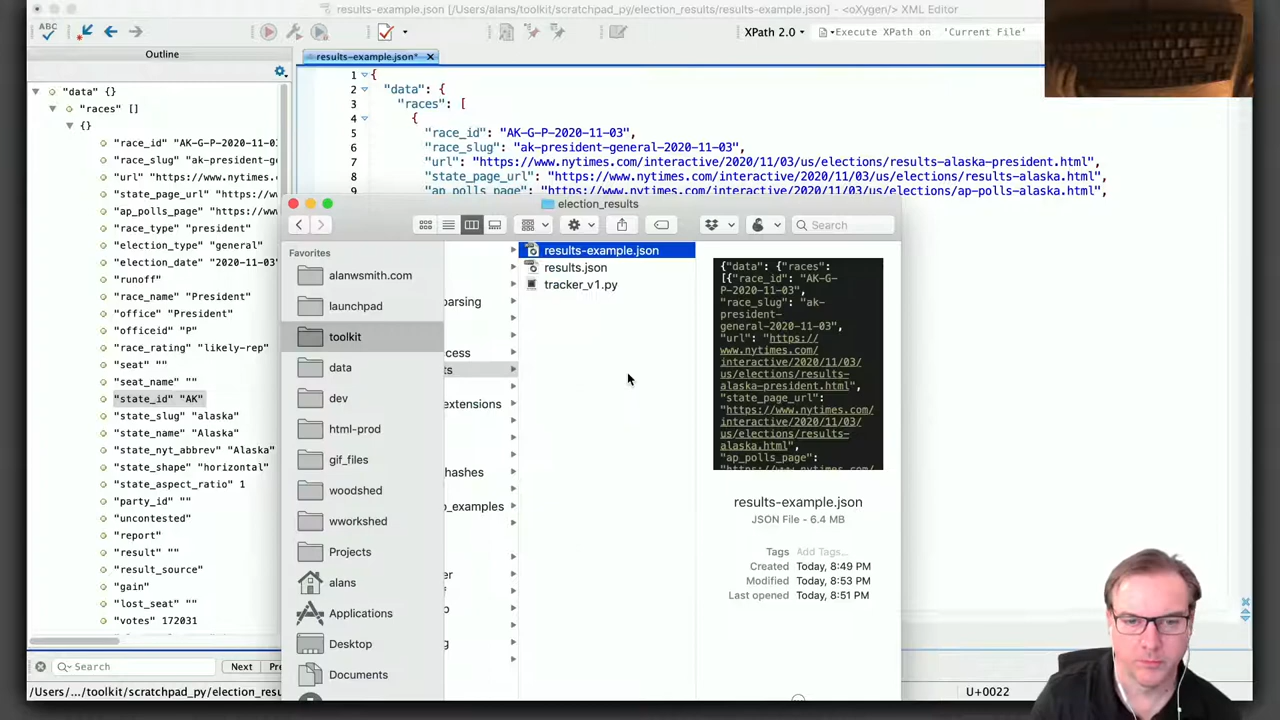 results-example.json [/Users/alans/toolkit/scratchpad_py/election_results/results-example.json] - <oXygen/> XML Editor
ABC
XPath 2.0
Execute XPath on 'Current File'
Outline
results-example.json*
"data" {}
"races" []
{}
"race_id" "AK-G-P-2020-11-03
"race_slug" "ak-president-g
"url" "https://www.nytimes.
"state_page_url" "https://w
"ap_polls_page" "https://ww
"race_type" "president"
"election_type" "general"
"election_date" "2020-11-03
"runoff"
"race_name" "President"
"office" "President"
"officeid" "P"
"race_rating" "likely-rep"
"seat" ""
"seat_name" ""
"state_id" "AK"
"state_slug" "alaska"
"state_name" "Alaska"
"state_nyt_abbrev" "Alaska"
"state_shape" "horizontal"
"state_aspect_ratio" 1
"party_id" ""
"uncontested"
"report"
"result" ""
"result_source"
"gain"
"lost_seat" ""
"votes" 172031
1 {
2 "data": {
3 "races": [
4 {
5 "race_id": "AK-G-P-2020-11-03",
6 "race_slug": "ak-president-general-2020-11-03",
7 "url": "https://www.nytimes.com/interactive/2020/11/03/us/elections/results-alaska-president.html",
8 "state_page_url": "https://www.nytimes.com/interactive/2020/11/03/us/elections/results-alaska.html",
9 "ap_polls_page": "https://www.nytimes.com/interactive/2020/11/03/us/elections/ap-polls-alaska.html",
election_results
Search
Favorites
alanwsmith.com
launchpad
toolkit
data
dev
html-prod
gif_files
woodshed
wworkshed
Projects
alans
Applications
Desktop
Documents
arsing
cess
ts
extensions
hashes
o_examples
er
results-example.json
results.json
tracker_v1.py
{"data": {"races":
[{"race_id": "AK-G-
P-2020-11-03",
"race_slug": "ak-
president-
general-2020-11-03",
"url": "https://
www.nytimes.com/
interactive/2020/11/03/
us/elections/results-
alaska-president.html",
"state_page_url":
"https://
www.nytimes.com/
interactive/2020/11/03/
us/elections/results-
alaska.html",
"ap_polls_page":
results-example.json
JSON File - 6.4 MB
Tags Add Tags...
Created Today, 8:49 PM
Modified Today, 8:53 PM
Last opened Today, 8:51 PM
Search
Next
Pre
/Users/.../toolkit/scratchpad_py/election_resu
U+0022